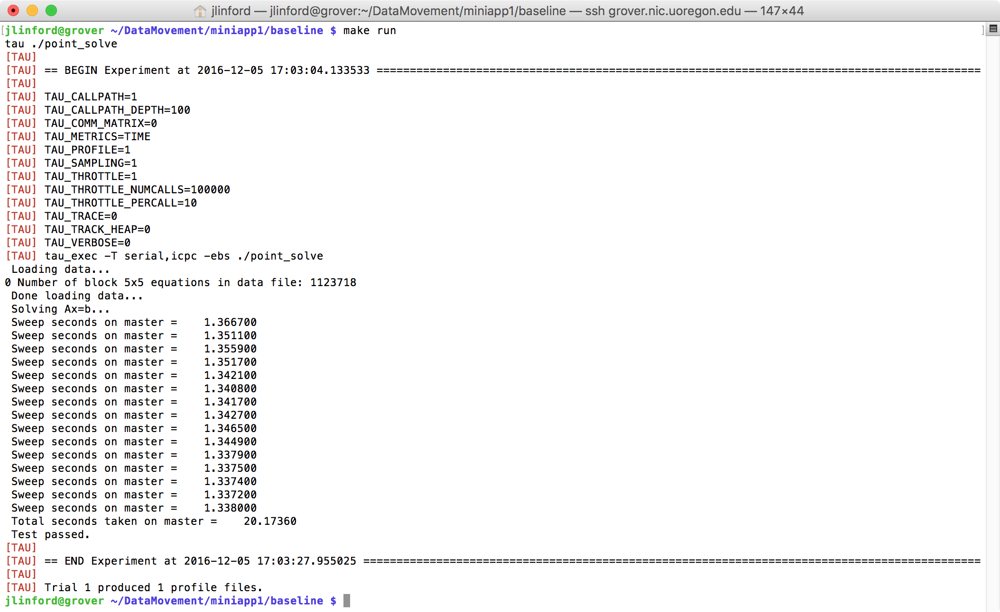 jlinford — jlinford@grover:~/DataMovement/miniapp1/baseline — ssh grover.nic.uoregon.edu — 147×44
[jlinford@grover ~/DataMovement/miniapp1/baseline $ make run ]
tau ./point_solve
[TAU]
[TAU] == BEGIN Experiment at 2016-12-05 17:03:04.133533 ===========================================================================================
[TAU]
[TAU] TAU_CALLPATH=1
[TAU] TAU_CALLPATH_DEPTH=100
[TAU] TAU_COMM_MATRIX=0
[TAU] TAU_METRICS=TIME
[TAU] TAU_PROFILE=1
[TAU] TAU_SAMPLING=1
[TAU] TAU_THROTTLE=1
[TAU] TAU_THROTTLE_NUMCALLS=100000
[TAU] TAU_THROTTLE_PERCALL=10
[TAU] TAU_TRACE=0
[TAU] TAU_TRACK_HEAP=0
[TAU] TAU_VERBOSE=0
[TAU] tau_exec -T serial,icpc -ebs ./point_solve
 Loading data...
0 Number of block 5x5 equations in data file: 1123718
 Done loading data...
 Solving Ax=b...
 Sweep seconds on master =    1.366700
 Sweep seconds on master =    1.351100
 Sweep seconds on master =    1.355900
 Sweep seconds on master =    1.351700
 Sweep seconds on master =    1.342100
 Sweep seconds on master =    1.340800
 Sweep seconds on master =    1.341700
 Sweep seconds on master =    1.342700
 Sweep seconds on master =    1.346500
 Sweep seconds on master =    1.344900
 Sweep seconds on master =    1.337900
 Sweep seconds on master =    1.337500
 Sweep seconds on master =    1.337400
 Sweep seconds on master =    1.337200
 Sweep seconds on master =    1.338000
 Total seconds taken on master =    20.17360
 Test passed.
[TAU]
[TAU] == END Experiment at 2016-12-05 17:03:27.955025 =============================================================================================
[TAU]
[TAU] Trial 1 produced 1 profile files.
jlinford@grover ~/DataMovement/miniapp1/baseline $